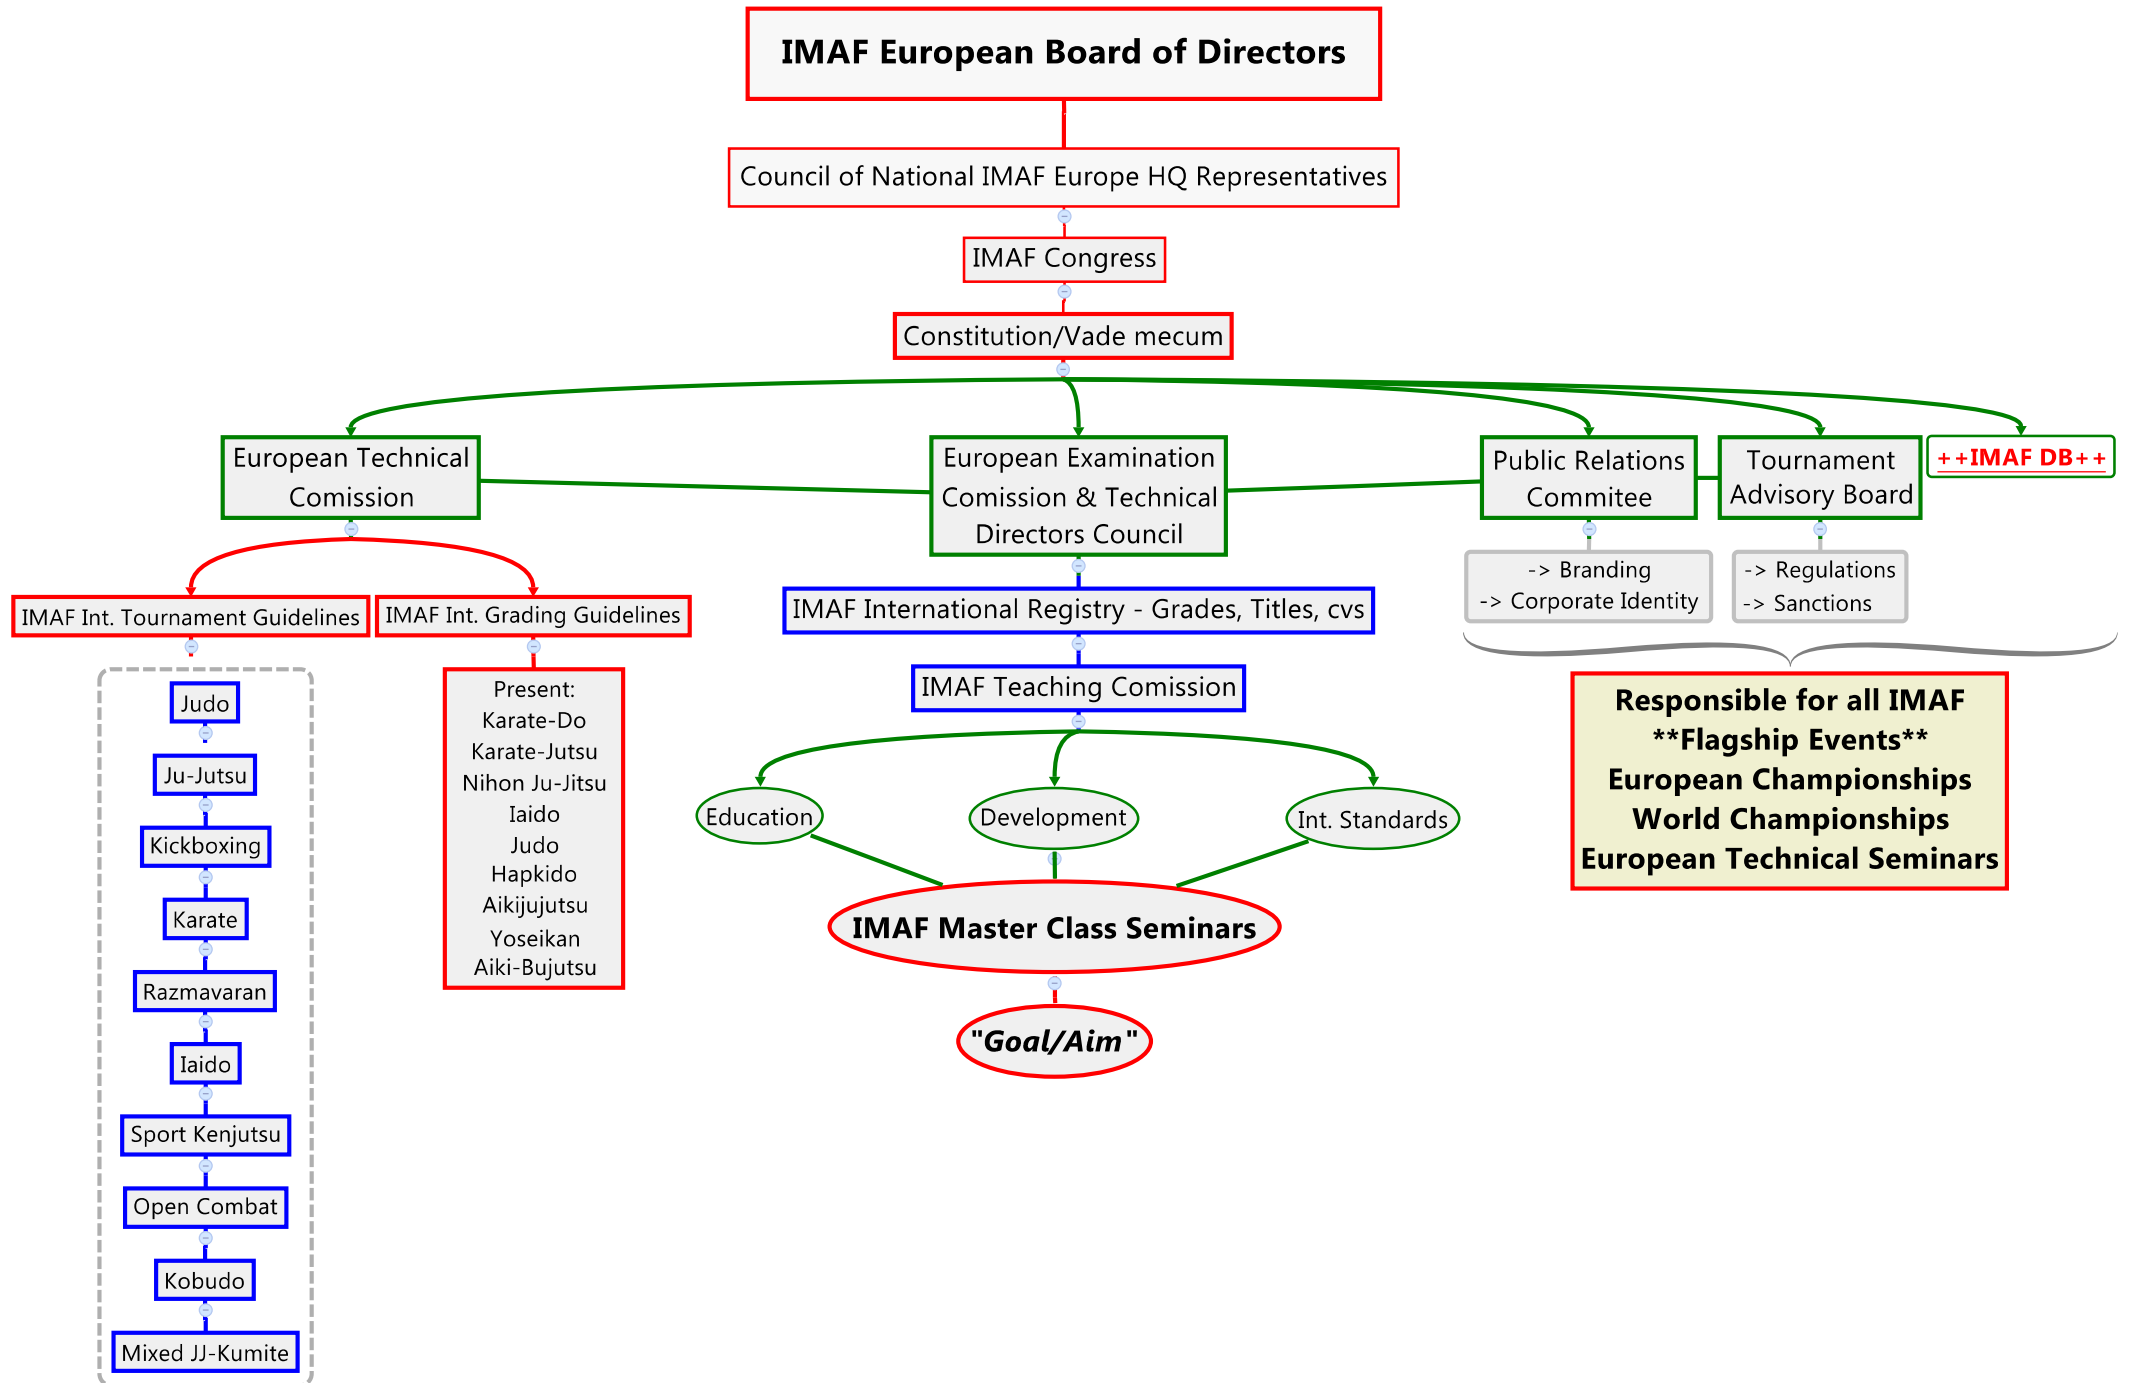 IMAF European Board of Directors
Council of National IMAF Europe HQ Representatives
IMAF Congress
Constitution/Vade mecum
European Technical
Comission
European Examination
Comission & Technical
Directors Council
Public Relations
Commitee
Tournament
Advisory Board
++IMAF DB++
-> Branding
-> Corporate Identity
-> Regulations
-> Sanctions
IMAF Int. Tournament Guidelines
IMAF Int. Grading Guidelines
IMAF International Registry - Grades, Titles, cvs
IMAF Teaching Comission
Judo
Ju-Jutsu
Kickboxing
Karate
Razmavaran
Iaido
Sport Kenjutsu
Open Combat
Kobudo
Mixed JJ-Kumite
Present:
Karate-Do
Karate-Jutsu
Nihon Ju-Jitsu
Iaido
Judo
Hapkido
Aikijujutsu
Yoseikan
Aiki-Bujutsu
Education
Development
Int. Standards
IMAF Master Class Seminars
"Goal/Aim"
Responsible for all IMAF
**Flagship Events**
European Championships
World Championships
European Technical Seminars